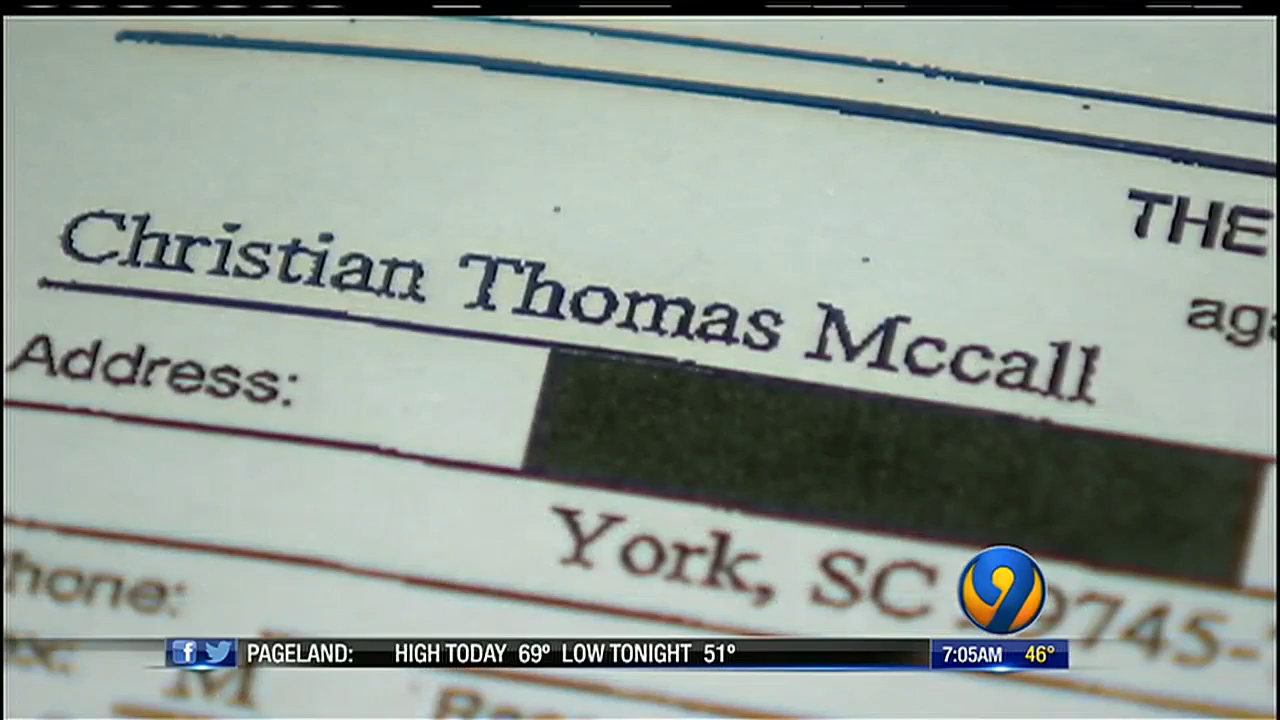 THE
Christian Thomas Mccall
Address:
York, SC 9745-
hone:
M
9
PAGELAND: HIGH TODAY 69° LOW TONIGHT 51°
7:05AM 46°